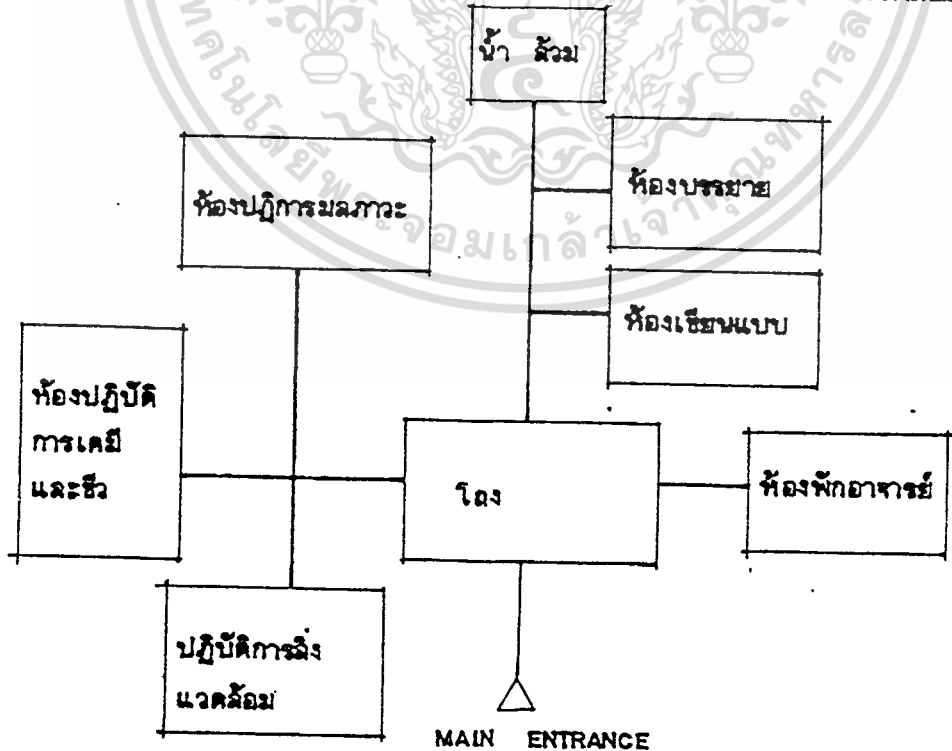 น้ำ ส้วม
ห้องบรรยาย
ห้องปฏิการมลภาวะ
ห้องเขียนแบบ
ห้องปฏิบัติ
การเคมี
และชีว
โถง
ห้องพักอาจารย์
ปฏิบัติการสิ่ง
แวดล้อม
MAIN ENTRANCE